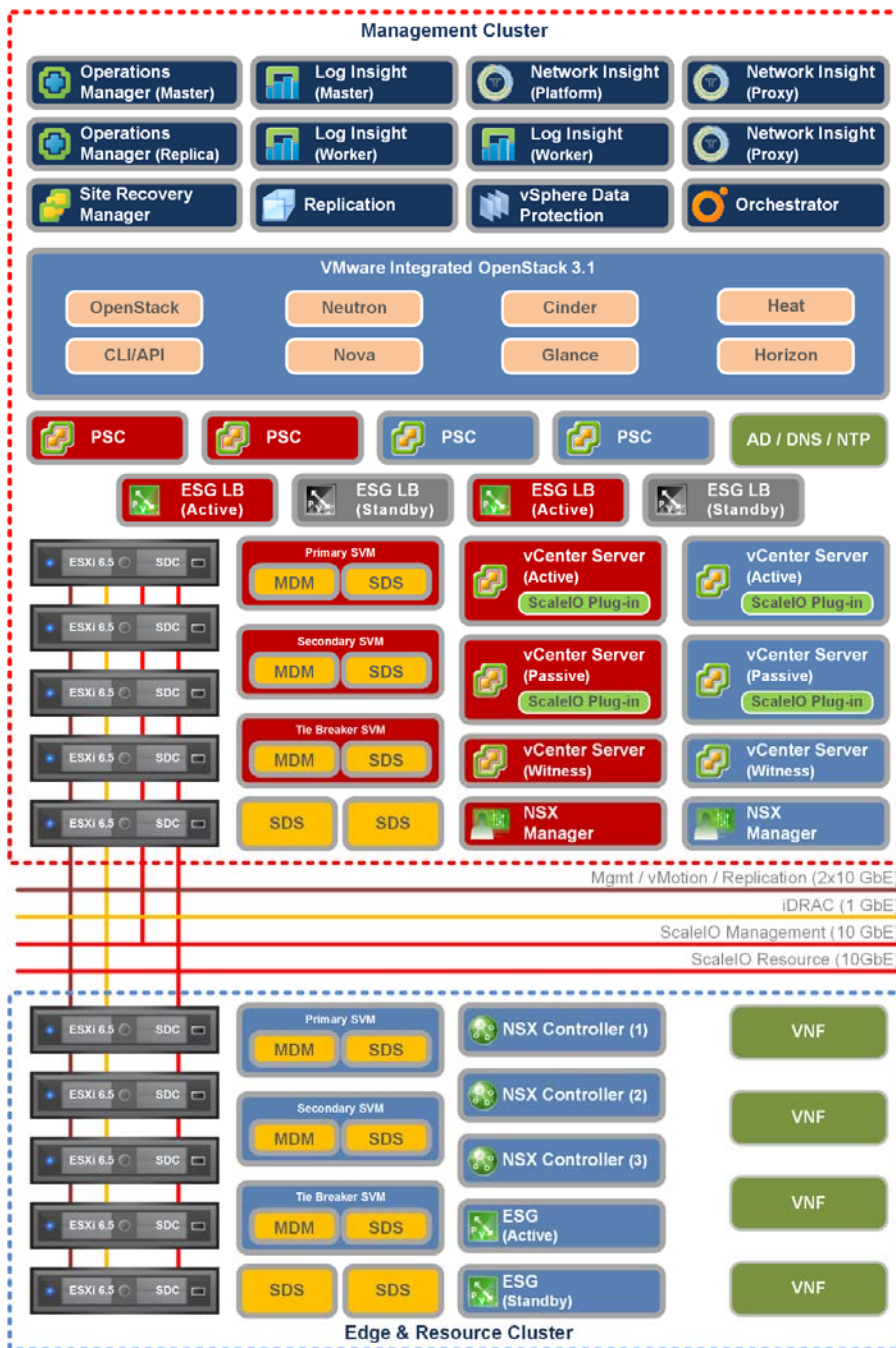 Management Cluster
Operations
Manager (Master)
Log Insight
(Master)
Network Insight
(Platform)
Network Insight
(Proxy)
Operations
Manager (Replica)
Log Insight
(Worker)
Log Insight
(Worker)
Network Insight
(Proxy)
Site Recovery
Manager
Replication
vSphere Data
Protection
Orchestrator
VMware Integrated OpenStack 3.1
OpenStack
Neutron
Cinder
Heat
CLI/API
Nova
Glance
Horizon
PSC
PSC
PSC
PSC
AD / DNS / NTP
ESG LB
(Active)
ESG LB
(Standby)
ESG LB
(Active)
ESG LB
(Standby)
ESXi 6.5 SDC
Primary SVM
MDM SDS
vCenter Server
(Active)
ScaleIO Plug-in
vCenter Server
(Active)
ScaleIO Plug-in
ESXi 6.5 SDC
Secondary SVM
MDM SDS
ESXi 6.5 SDC
vCenter Server
(Passive)
ScaleIO Plug-in
vCenter Server
(Passive)
ScaleIO Plug-in
ESXi 6.5 SDC
Tie Breaker SVM
MDM SDS
vCenter Server
(Witness)
vCenter Server
(Witness)
ESXi 6.5 SDC
SDS
SDS
NSX
Manager
NSX
Manager
Mgmt / vMotion / Replication (2x10 GbE)
iDRAC (1 GbE)
ScaleIO Management (10 GbE)
ScaleIO Resource (10GbE)
ESXi 6.5 SDC
Primary SVM
MDM SDS
NSX Controller (1)
VNF
ESXi 6.5 SDC
Secondary SVM
MDM SDS
NSX Controller (2)
VNF
ESXi 6.5 SDC
NSX Controller (3)
ESXi 6.5 SDC
Tie Breaker SVM
MDM SDS
ESG
(Active)
VNF
ESXi 6.5 SDC
SDS
SDS
ESG
(Standby)
VNF
Edge & Resource Cluster